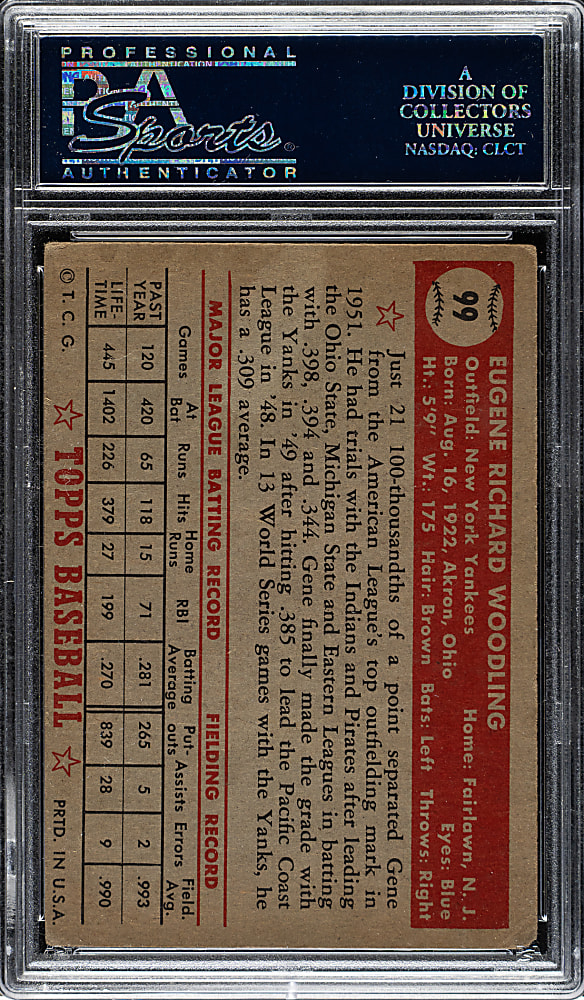 PROFESSIONAL
PSA
Sports®
AUTHENTICATOR
A
DIVISION OF
COLLECTORS
UNIVERSE
NASDAQ: CLCT
99
EUGENE RICHARD WOODLING
Outfield: New York Yankees Home: Fairlawn, N. J.
Born: Aug. 16, 1922, Akron, Ohio Eyes: Blue
Ht.: 5'9" Wt.: 175 Hair: Brown Bats: Left Throws: Right
Just 21 100-thousandths of a point separated Gene
from the American League's top outfielding mark in
1951. He had trials with the Indians and Pirates after leading
the Ohio State, Michigan State and Eastern Leagues in batting
with .398, .394 and .344. Gene finally made the grade with
the Yanks in '49 after hitting .385 to lead the Pacific Coast
League in '48. In 13 World Series games with the Yanks, he
has a .309 average.
MAJOR LEAGUE BATTING RECORD FIELDING RECORD
Games At Bat Runs Hits Home Runs RBI Batting Average Put-outs Assists Errors Field. Avg.
PAST YEAR 120 420 65 118 15 71 .281 265 5 2 .993
LIFE-TIME 445 1402 226 379 27 199 .270 839 28 9 .990
© T. C. G. TOPPS BASEBALL PRTD. IN U.S.A.